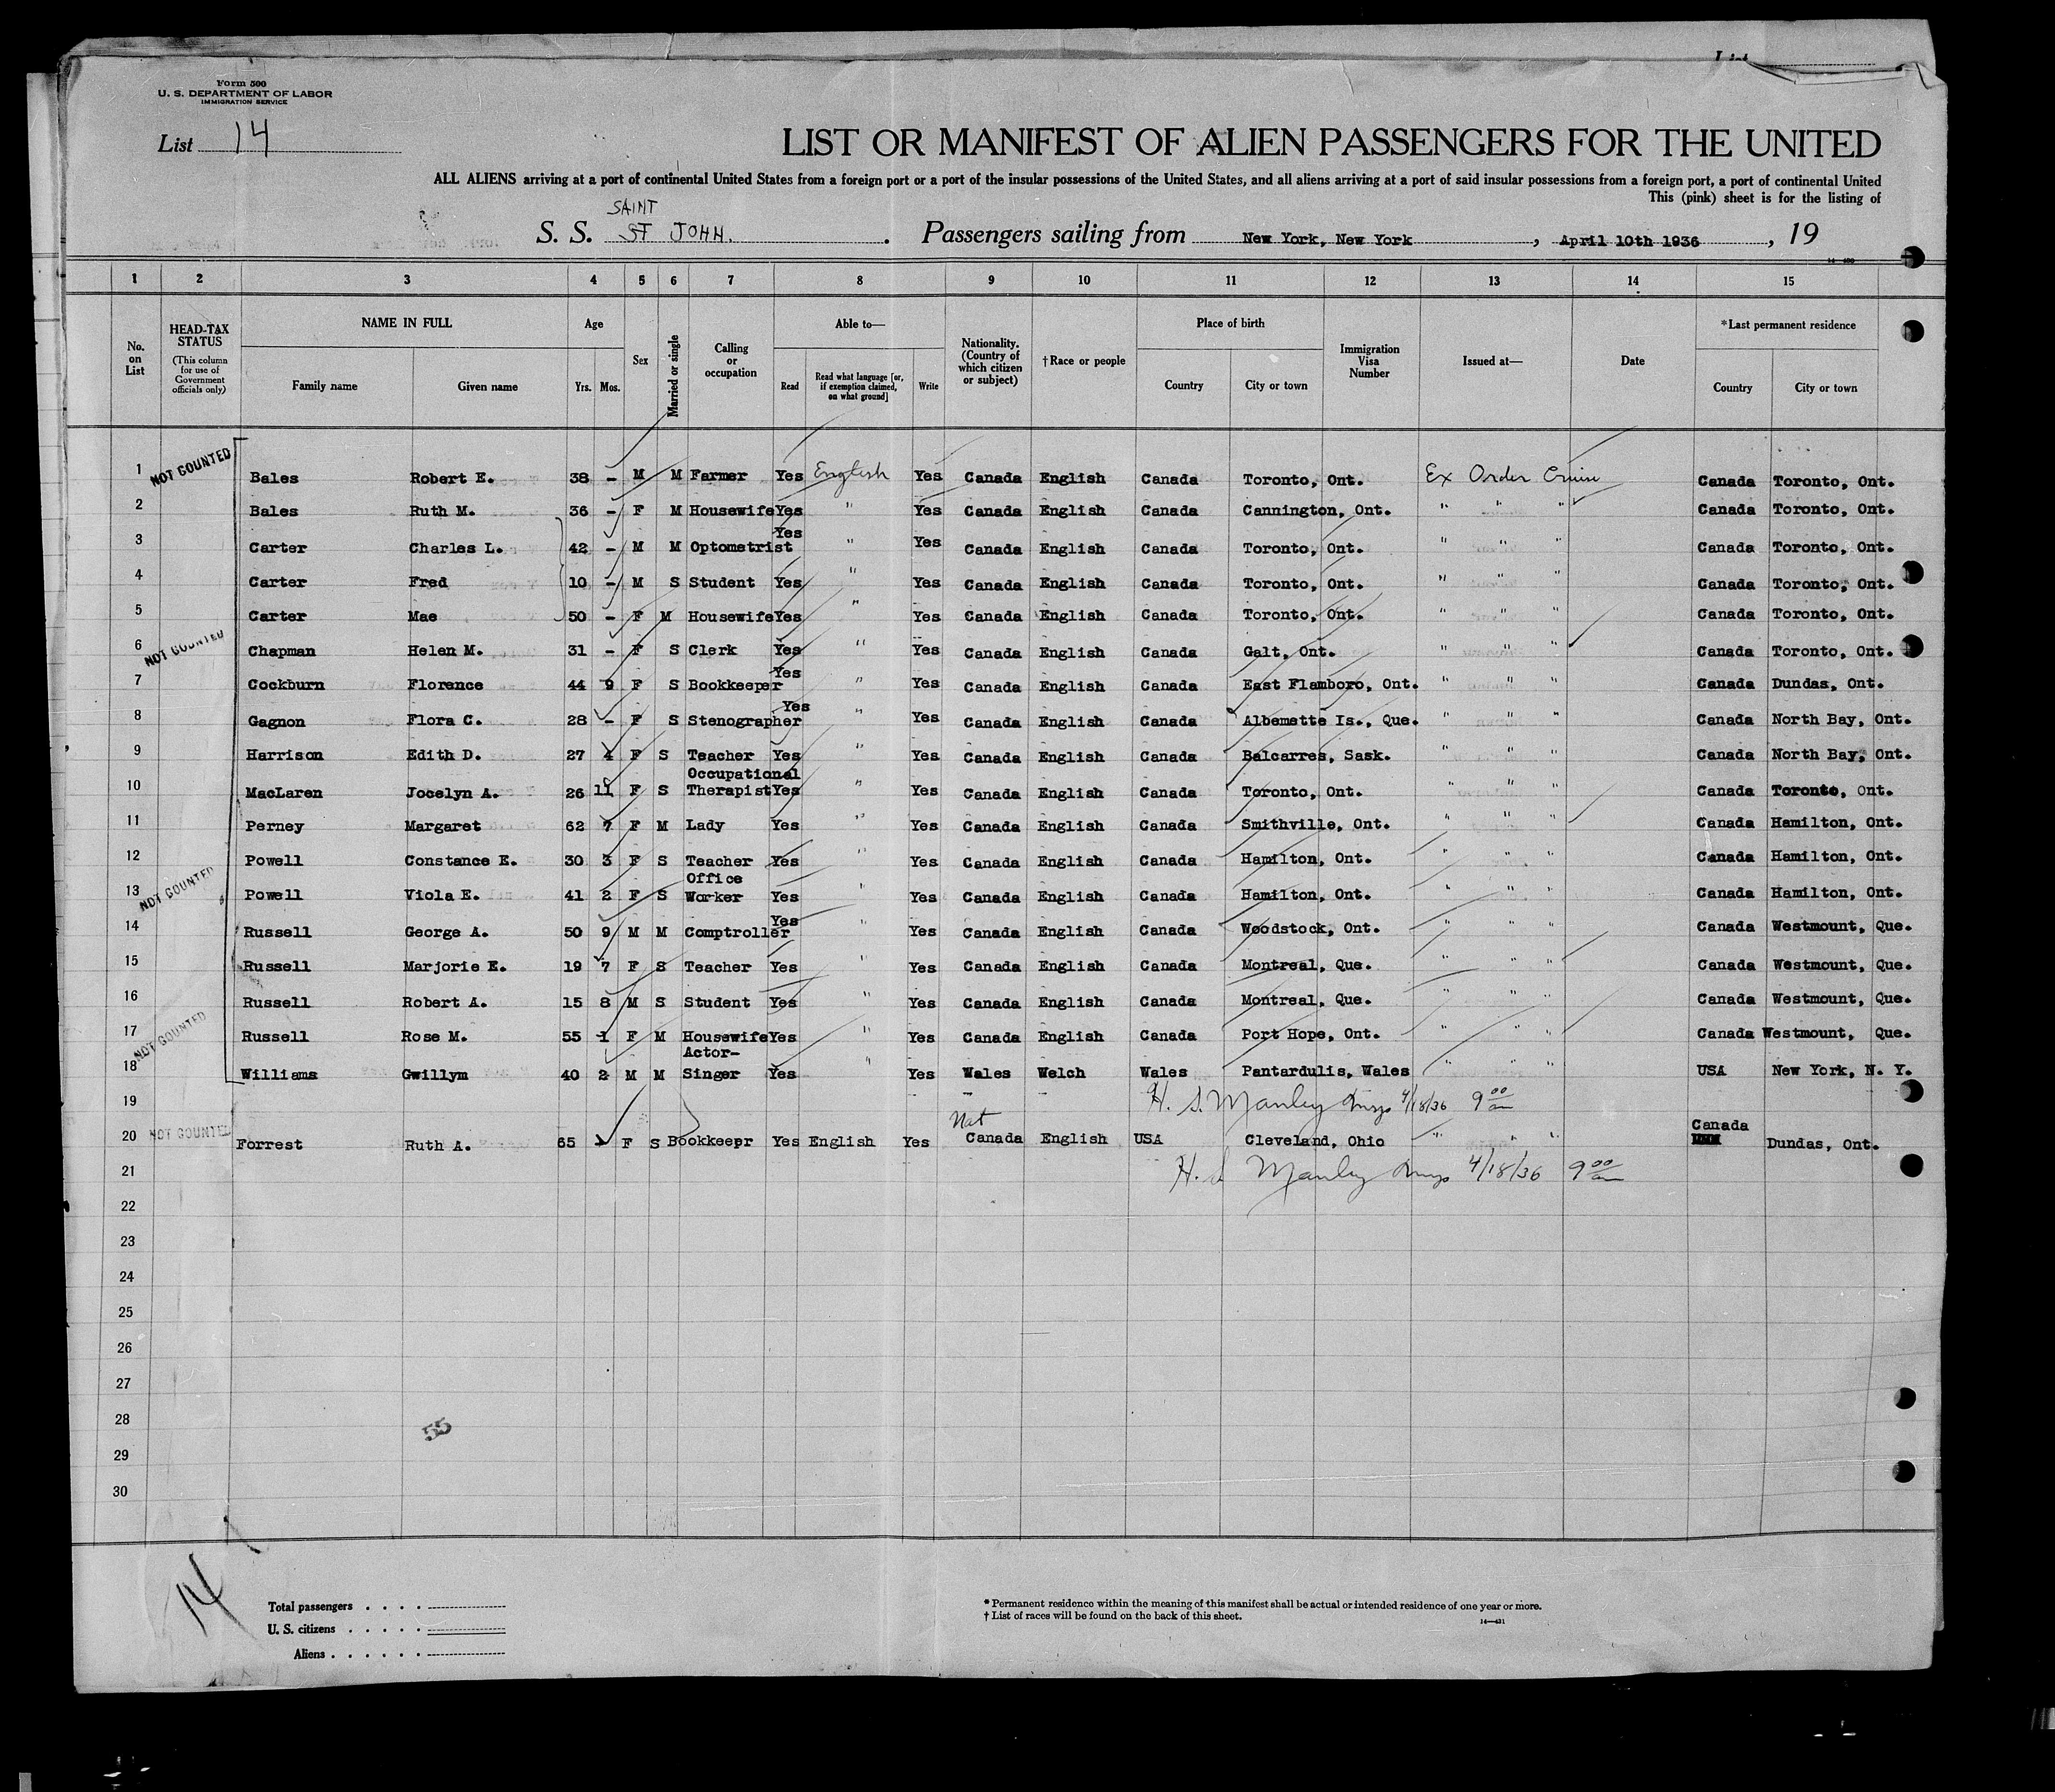 Form 500
U. S. DEPARTMENT OF LABOR
IMMIGRATION SERVICE
List 14
LIST OR MANIFEST OF ALIEN PASSENGERS FOR THE UNITED
ALL ALIENS arriving at a port of continental United States from a foreign port or a port of the insular possessions of the United States, and all aliens arriving at a port of said insular possessions from a foreign port, a port of continental United
This (pink) sheet is for the listing of
SAINT
S. S. ST JOHN. Passengers sailing from New York, New York, April 10th 1936, 19
1 2 3 4 5 6 7 8 9 10 11 12 13 14 15
No. on List
HEAD-TAX STATUS (This column for use of Government officials only)
NAME IN FULL
Family name Given name
Age
Yrs. Mos.
Sex
Married or single
Calling or occupation
Able to—
Read Read what language [or, if exemption claimed, on what ground] Write
Nationality. (Country of which citizen or subject)
†Race or people
Place of birth
Country City or town
Immigration Visa Number
Issued at—
Date
*Last permanent residence
Country City or town
1 NOT COUNTED Bales Robert E. 38 - M M Farmer Yes English Yes Canada English Canada Toronto, Ont. Ex Order Cruise Canada Toronto, Ont.
2 Bales Ruth M. 36 - F M Housewife Yes " Yes Canada English Canada Cannington, Ont. " " " Canada Toronto, Ont.
3 Carter Charles L. 42 - M M Optometrist Yes " Yes Canada English Canada Toronto, Ont. " " " Canada Toronto, Ont.
4 Carter Fred 10 - M S Student Yes " Yes Canada English Canada Toronto, Ont. " " " Canada Toronto, Ont.
5 Carter Mae 50 - F M Housewife Yes " Yes Canada English Canada Toronto, Ont. " " " Canada Toronto, Ont.
6 NOT COUNTED Chapman Helen M. 31 - F S Clerk Yes " Yes Canada English Canada Galt, Ont. " " " Canada Toronto, Ont.
7 Cockburn Florence 44 9 F S Bookkeeper Yes " Yes Canada English Canada East Flamboro, Ont. " " " Canada Dundas, Ont.
8 Gagnon Flora C. 28 - F S Stenographer Yes " Yes Canada English Canada Albemette Is., Que. " " " Canada North Bay, Ont.
9 Harrison Edith D. 27 4 F S Teacher Yes " Yes Canada English Canada Balcarres, Sask. " " " Canada North Bay, Ont.
10 MacLaren Jocelyn A. 26 11 F S Occupational Therapist Yes " Yes Canada English Canada Toronto, Ont. " " " Canada Toronto, Ont.
11 Perney Margaret 62 7 F M Lady Yes " Yes Canada English Canada Smithville, Ont. " " " Canada Hamilton, Ont.
12 Powell Constance E. 30 3 F S Teacher Yes " Yes Canada English Canada Hamilton, Ont. " " " Canada Hamilton, Ont.
13 NOT COUNTED Powell Viola E. 41 2 F S Office Worker Yes " Yes Canada English Canada Hamilton, Ont. " " " Canada Hamilton, Ont.
14 Russell George A. 50 9 M M Comptroller Yes " Yes Canada English Canada Woodstock, Ont. " " " Canada Westmount, Que.
15 Russell Marjorie E. 19 7 F S Teacher Yes " Yes Canada English Canada Montreal, Que. " " " Canada Westmount, Que.
16 Russell Robert A. 15 8 M S Student Yes " Yes Canada English Canada Montreal, Que. " " " Canada Westmount, Que.
17 NOT COUNTED Russell Rose M. 55 1 F M Housewife Yes " Yes Canada English Canada Port Hope, Ont. " " " Canada Westmount, Que.
18 Williams Gwillym 40 2 M M Actor-Singer Yes " Yes Wales Welch Wales Pantardulis, Wales " " " USA New York, N. Y.
19 H. S. Manley 4/18/36 9 00 am
20 NOT COUNTED Forrest Ruth A. 65 F S Bookkeepr Yes English Yes Nat Canada English USA Cleveland, Ohio " " " Canada Dundas, Ont.
21 H. S. Manley 4/18/36 9 00 am
22
23
24
25
26
27
28
55
29
30
14
Total passengers . . . .
U. S. citizens . . . . .
Aliens . . . . . .
* Permanent residence within the meaning of this manifest shall be actual or intended residence of one year or more.
† List of races will be found on the back of this sheet.
14—421